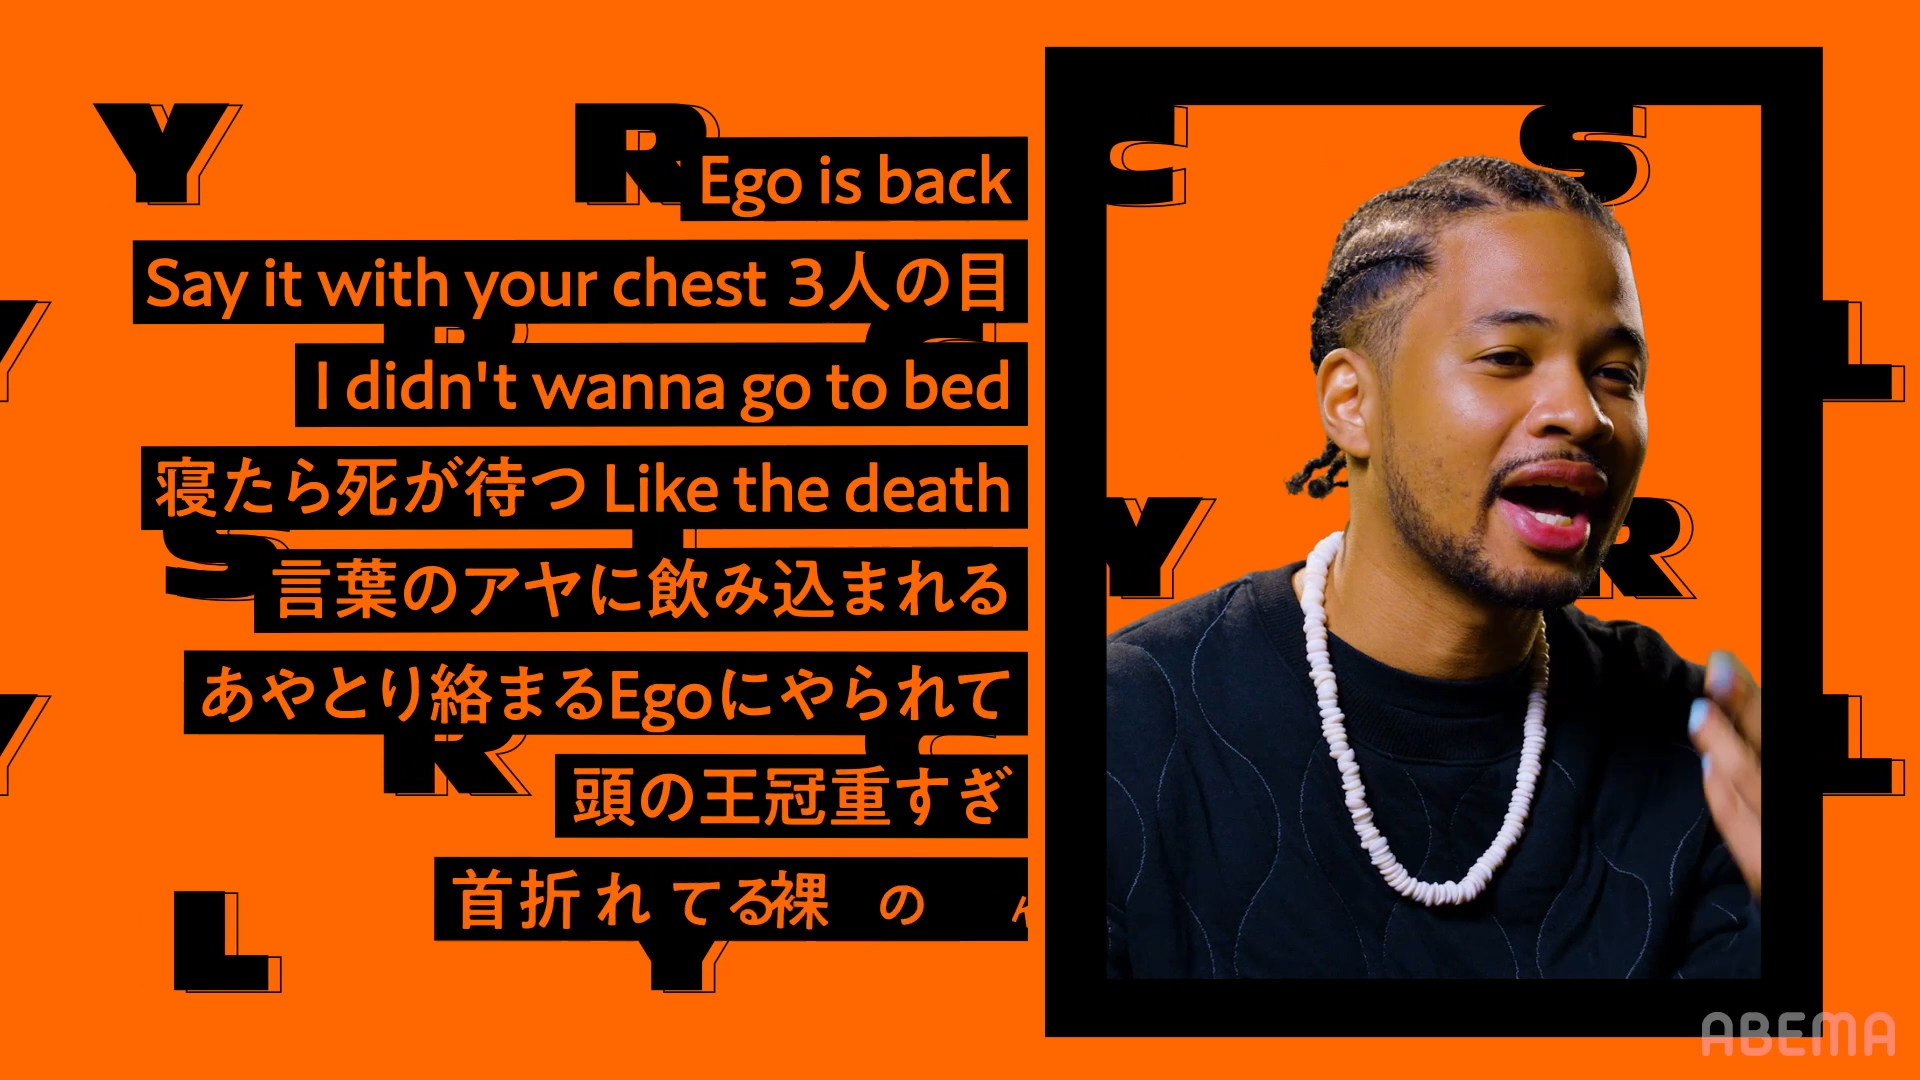 Ego is back
Say it with your chest 3人の目
I didn't wanna go to bed
寝たら死が待つ Like the death
言葉のアヤに飲み込まれる
あやとり絡まるEgoにやられて
頭の王冠重すぎ
首折れてる裸の
Y R C S
L
Y R
S
Y R C L
L Y
ABEMA